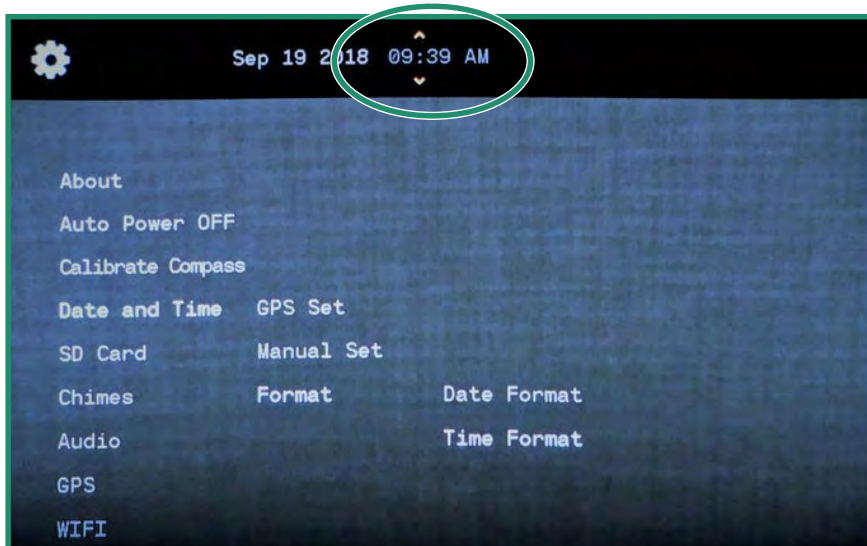 Sep 19 2018 09:39 AM
About
Auto Power OFF
Calibrate Compass
Date and Time GPS Set
SD Card Manual Set
Chimes Format Date Format
Audio Time Format
GPS
WIFI